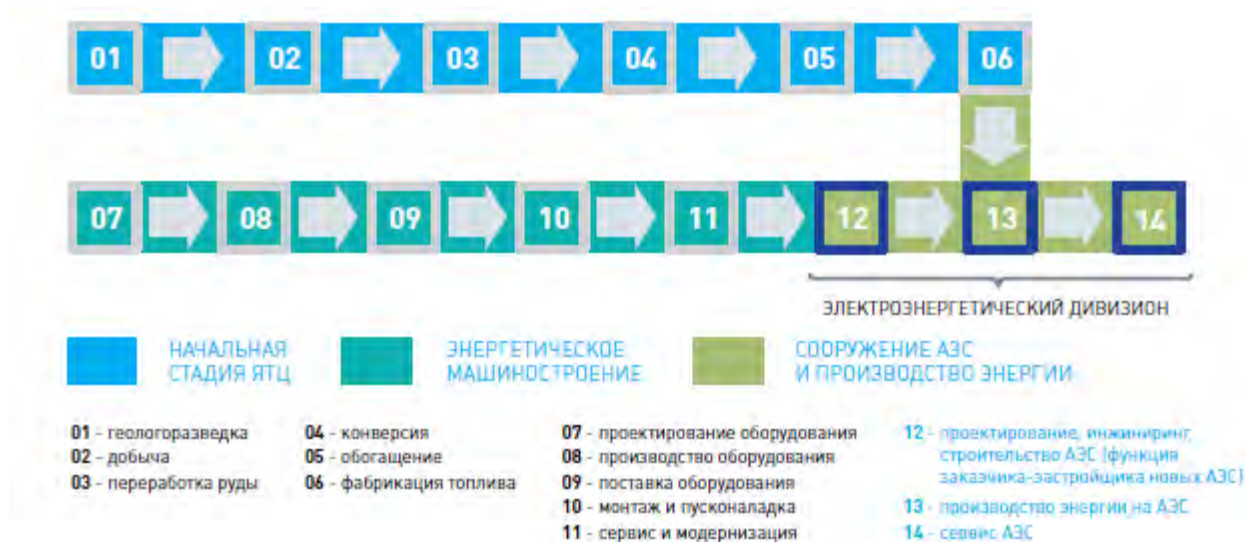 01 02 03 04 05 06
07 08 09 10 11 12 13 14
ЭЛЕКТРОЭНЕРГЕТИЧЕСКИЙ ДИВИЗИОН
НАЧАЛЬНАЯ
СТАДИЯ ЯТЦ
ЭНЕРГЕТИЧЕСКОЕ
МАШИНОСТРОЕНИЕ
СООРУЖЕНИЕ АЭС
И ПРОИЗВОДСТВО ЭНЕРГИИ
01 - геологоразведка
02 - добыча
03 - переработка руды
04 - конверсия
05 - обогащение
06 - фабрикация топлива
07 - проектирование оборудования
08 - производство оборудования
09 - поставка оборудования
10 - монтаж и пусконаладка
11 - сервис и модернизация
12 - проектирование, инжиниринг,
строительство АЭС (функция
заказчика-застройщика новых АЭС)
13 - производство энергии на АЭС
14 - сервис АЭС